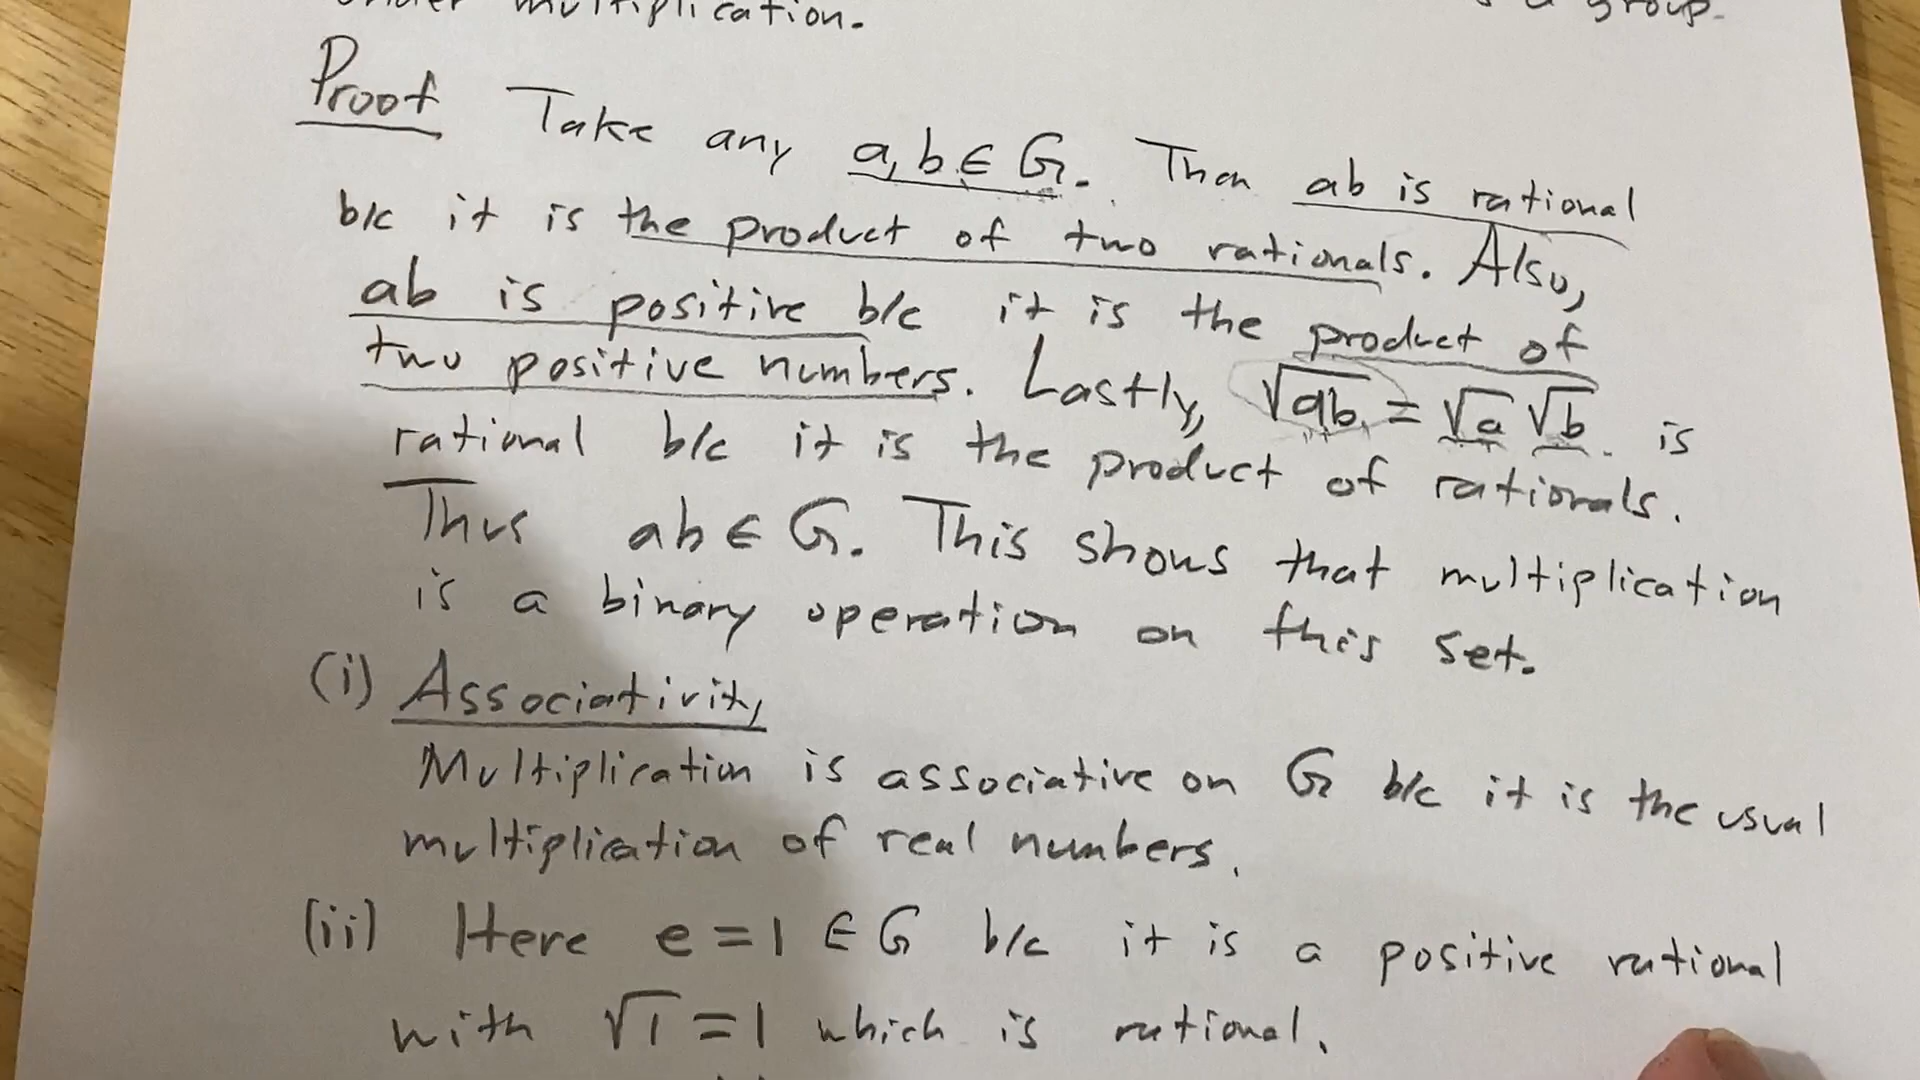 under multiplication. is a group.
Proof Take any a, b ∈ G. Then ab is rational
b/c it is the product of two rationals. Also,
ab is positive b/c it is the product of
two positive numbers. Lastly, √ab = √a √b is
rational b/c it is the product of rationals.
Thus ab ∈ G. This shows that multiplication
is a binary operation on this set.
(i) Associativity
Multiplication is associative on G b/c it is the usual
multiplication of real numbers.
(ii) Here e = 1 ∈ G b/c it is a positive rational
with √1 = 1 which is rational.